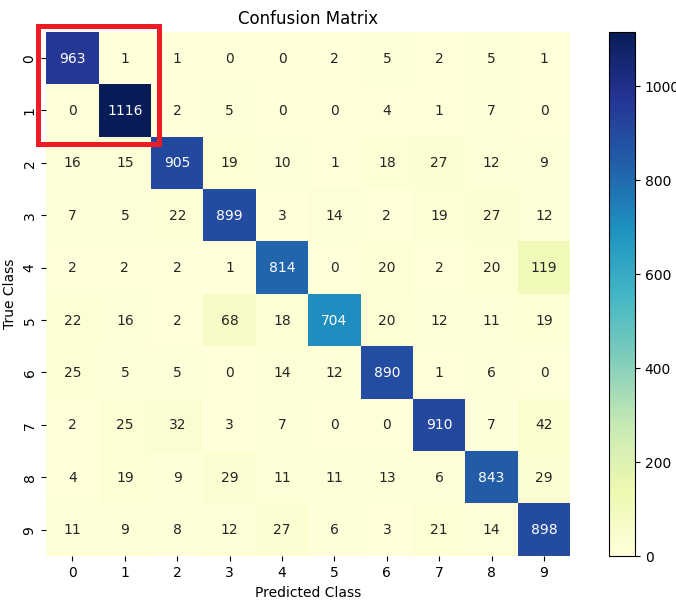 Confusion Matrix
0 963 1 1 0 0 2 5 2 5 1
1 0 1116 2 5 0 0 4 1 7 0
2 16 15 905 19 10 1 18 27 12 9
3 7 5 22 899 3 14 2 19 27 12
4 2 2 2 1 814 0 20 2 20 119
5 22 16 2 68 18 704 20 12 11 19
6 25 5 5 0 14 12 890 1 6 0
7 2 25 32 3 7 0 0 910 7 42
8 4 19 9 29 11 11 13 6 843 29
9 11 9 8 12 27 6 3 21 14 898
0 1 2 3 4 5 6 7 8 9
True Class
Predicted Class
1000
800
600
400
200
0